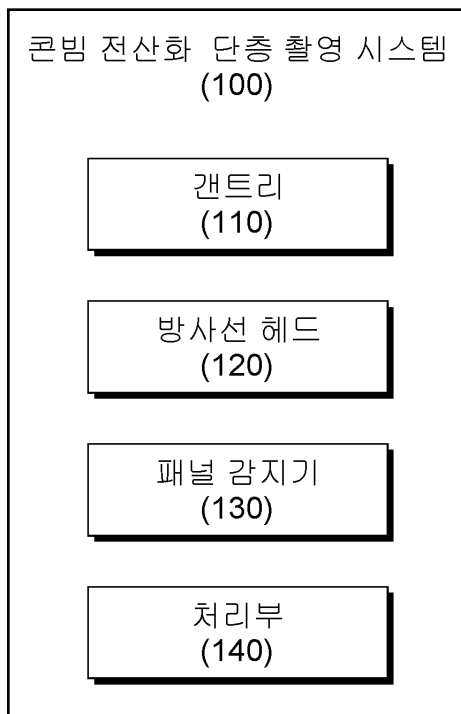 콘빔 전산화 단층 촬영 시스템
(100)
갠트리
(110)
방사선 헤드
(120)
패널 감지기
(130)
처리부
(140)